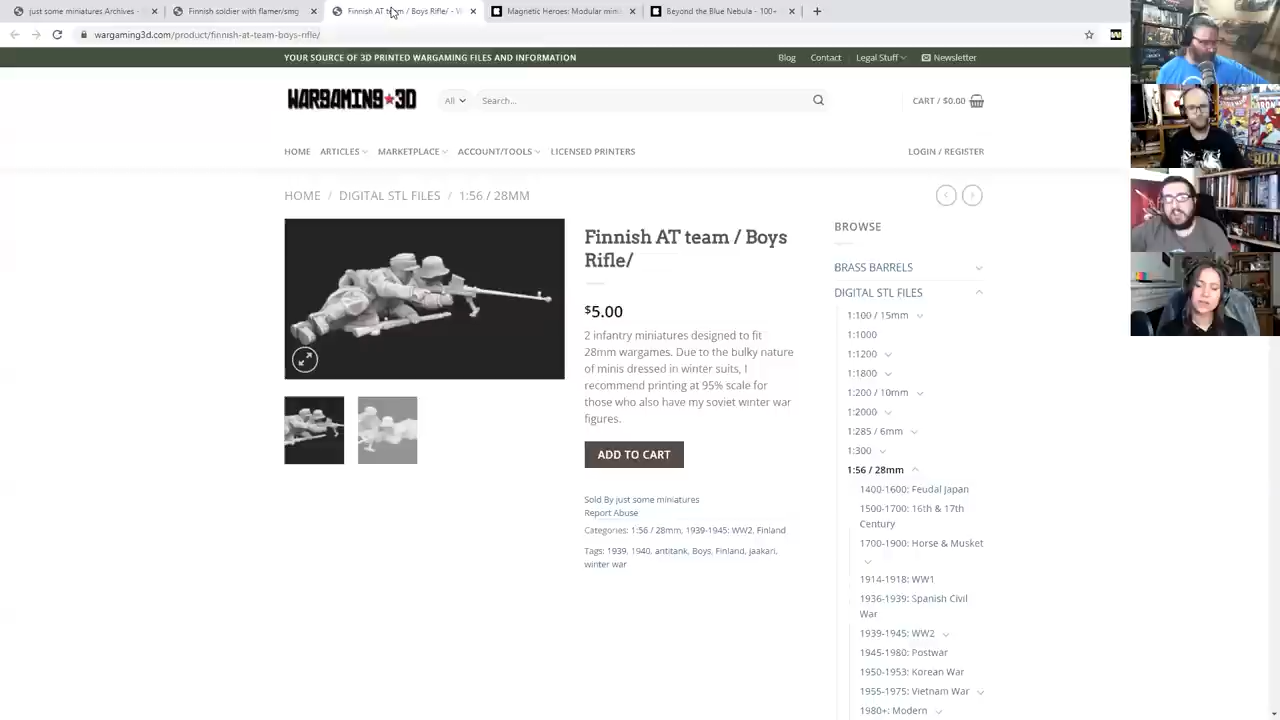 just some miniatures Archives -
Finnish soldier with flamer/smg
Finnish AT team / Boys Rifle/ - W
Magnetic Heroes: Modular mini
Beyond the Blue Nebula - 100+
wargaming3d.com/product/finnish-at-team-boys-rifle/
YOUR SOURCE OF 3D PRINTED WARGAMING FILES AND INFORMATION
Blog Contact Legal Stuff Newsletter
WARGAMING 3D
All Search...
CART / $0.00
HOME ARTICLES MARKETPLACE ACCOUNT/TOOLS LICENSED PRINTERS
LOGIN / REGISTER
HOME / DIGITAL STL FILES / 1:56 / 28MM
Finnish AT team / Boys
Rifle/
$5.00
2 infantry miniatures designed to fit
28mm wargames. Due to the bulky nature
of minis dressed in winter suits, I
recommend printing at 95% scale for
those who also have my soviet winter war
figures.
ADD TO CART
Sold By just some miniatures
Report Abuse
Categories: 1:56 / 28mm, 1939-1945: WW2, Finland
Tags: 1939, 1940, antitank, Boys, Finland, jaakari,
winter war
BROWSE
BRASS BARRELS
DIGITAL STL FILES
1:100 / 15mm
1:1000
1:1200
1:1800
1:200 / 10mm
1:2000
1:285 / 6mm
1:300
1:56 / 28mm
1400-1600: Feudal Japan
1500-1700: 16th & 17th
Century
1700-1900: Horse & Musket
1914-1918: WW1
1936-1939: Spanish Civil
War
1939-1945: WW2
1945-1980: Postwar
1950-1953: Korean War
1955-1975: Vietnam War
1980+: Modern